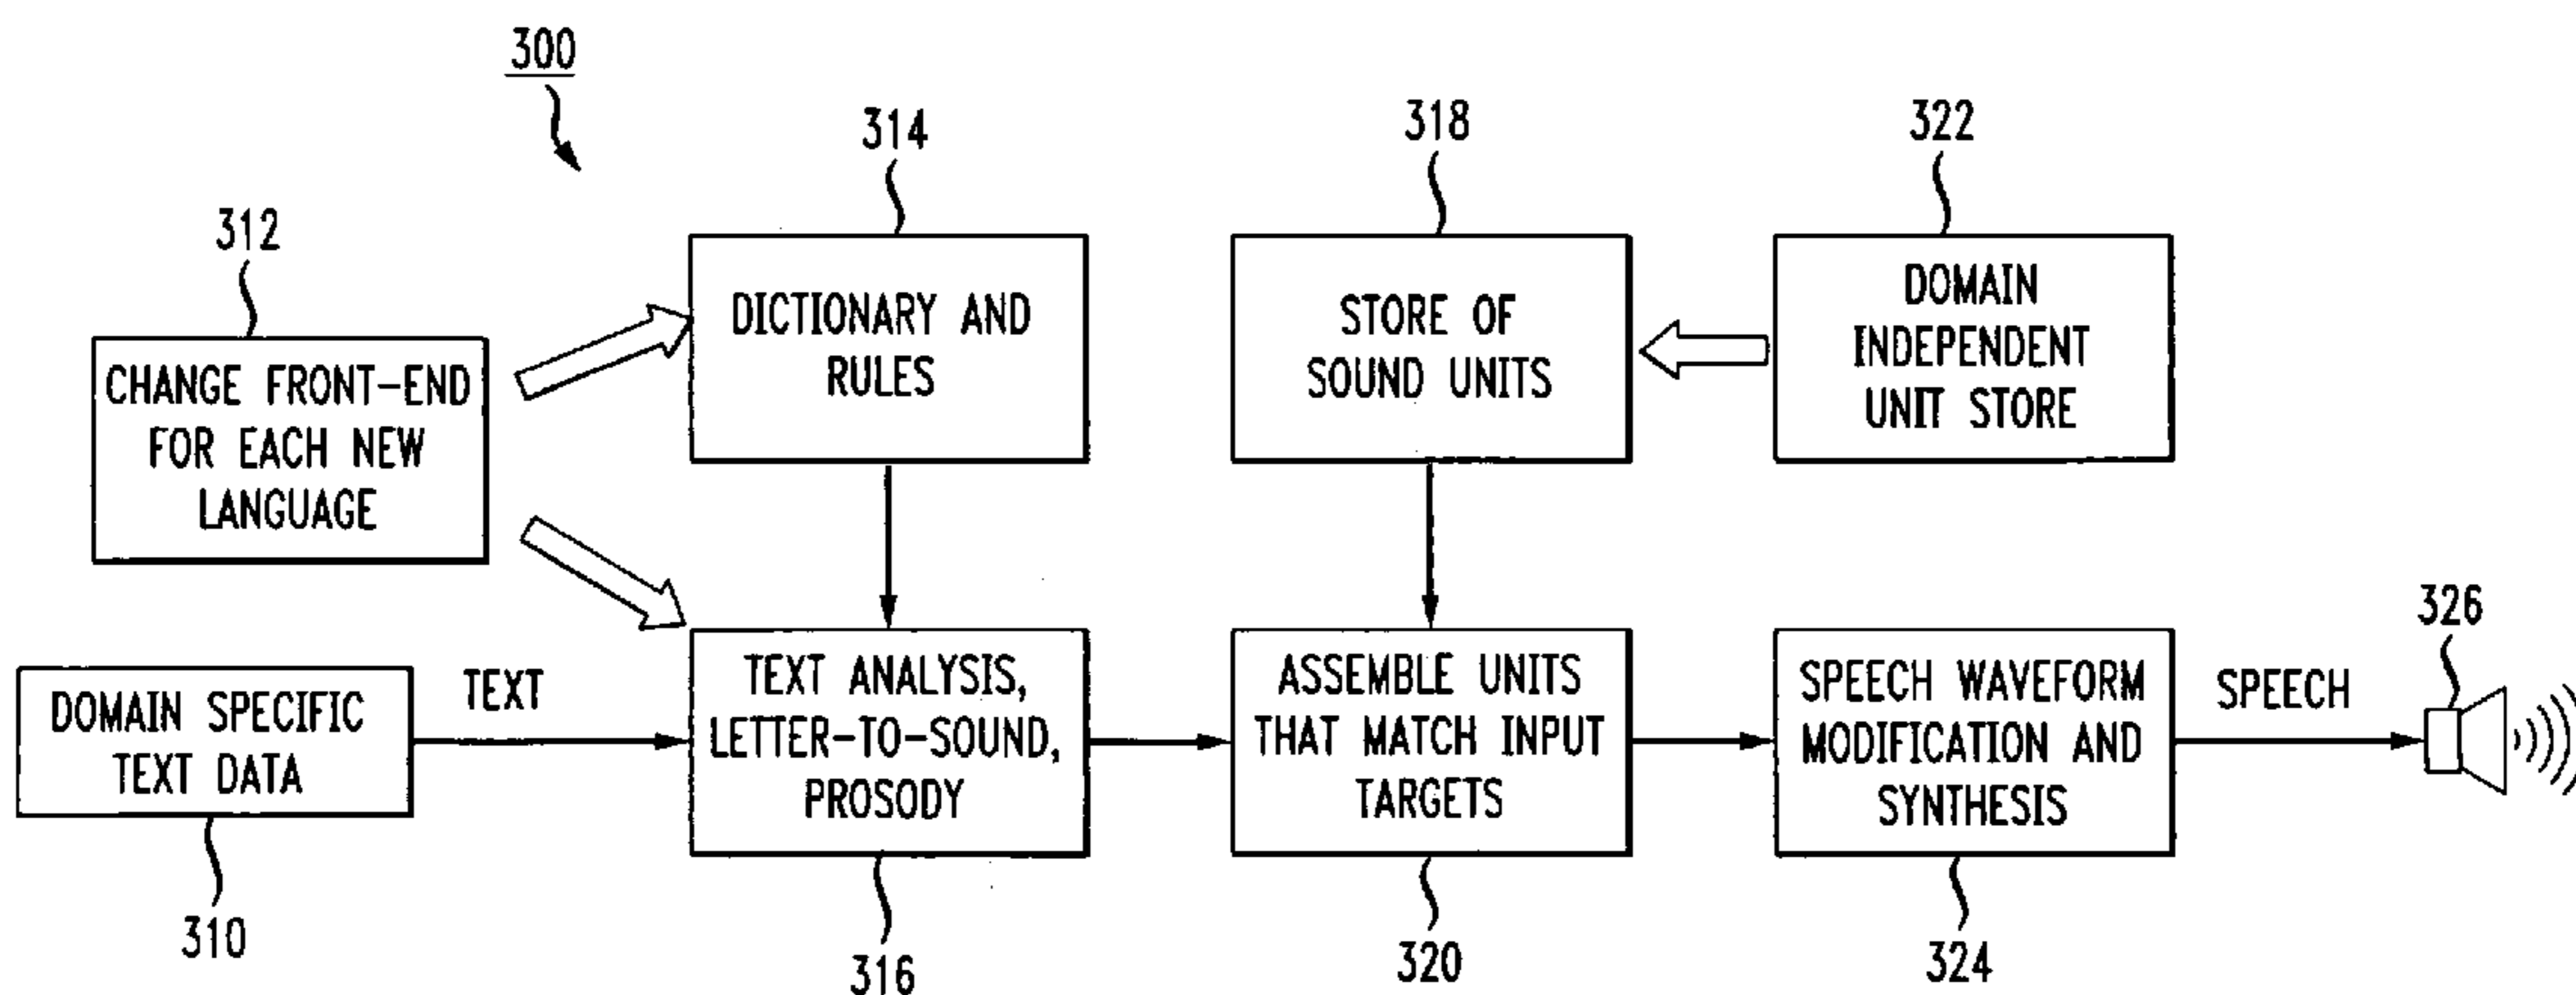 300
314
318
322
312
DICTIONARY AND
RULES
STORE OF
SOUND UNITS
DOMAIN
INDEPENDENT
UNIT STORE
CHANGE FRONT-END
FOR EACH NEW
LANGUAGE
326
DOMAIN SPECIFIC
TEXT DATA
TEXT
TEXT ANALYSIS,
LETTER-TO-SOUND,
PROSODY
ASSEMBLE UNITS
THAT MATCH INPUT
TARGETS
SPEECH WAVEFORM
MODIFICATION AND
SYNTHESIS
SPEECH
310
316
320
324